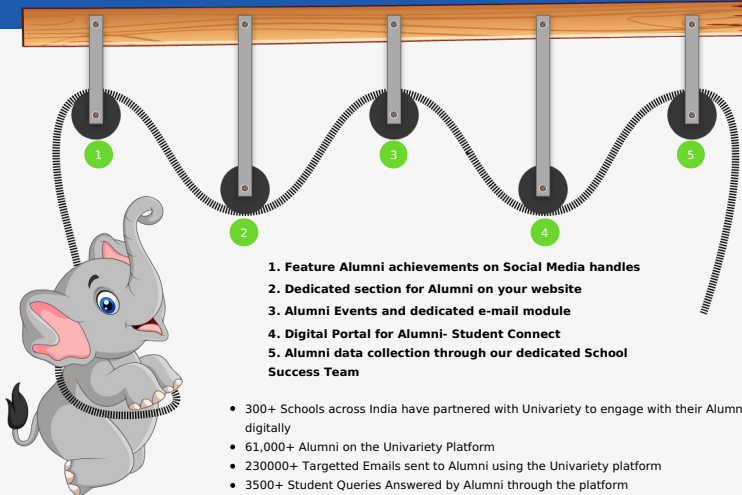 1
3
5
2
4
1. Feature Alumni achievements on Social Media handles
2. Dedicated section for Alumni on your website
3. Alumni Events and dedicated e-mail module
4. Digital Portal for Alumni- Student Connect
5. Alumni data collection through our dedicated School
Success Team
• 300+ Schools across India have partnered with Univariety to engage with their Alumn
digitally
• 61,000+ Alumni on the Univariety Platform
• 230000+ Targetted Emails sent to Alumni using the Univariety platform
• 3500+ Student Queries Answered by Alumni through the platform